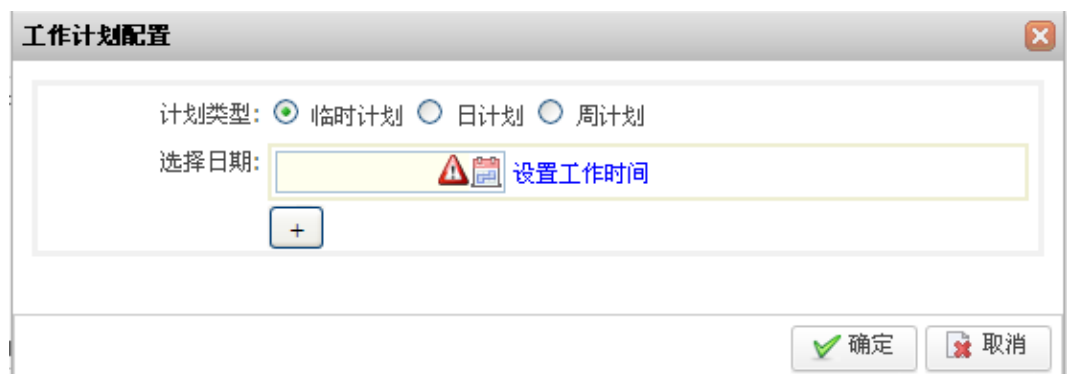 工作计划配置
计划类型: 临时计划 日计划 周计划
选择日期: 设置工作时间
+
确定 取消